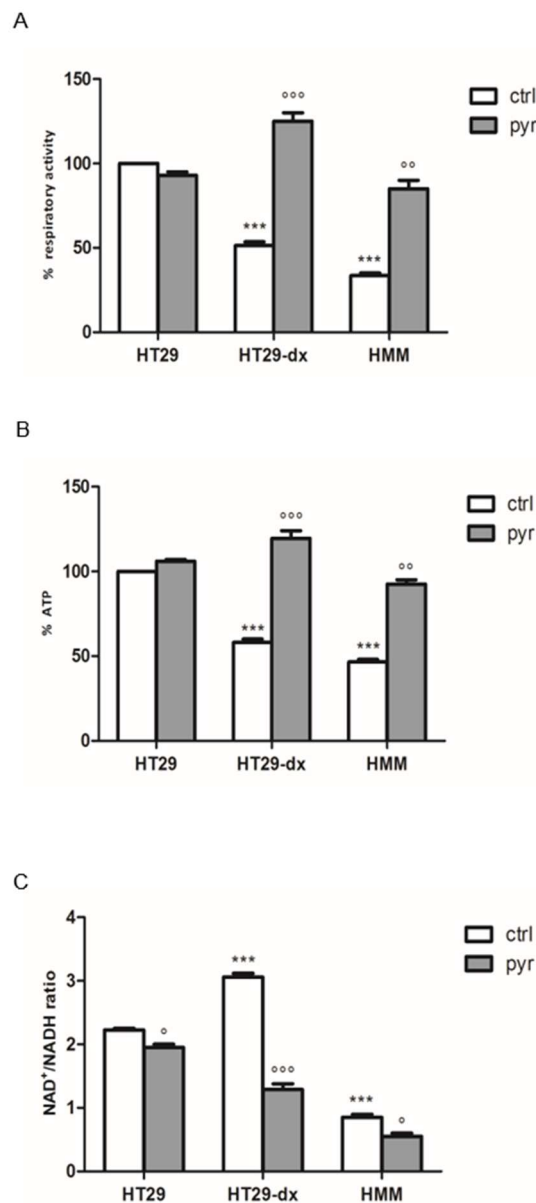 A
150
100
50
0
% respiratory activity
°°°
°°
***
***
HT29
HT29-dx
HMM
ctrl
pyr
B
150
100
50
0
% ATP
°°°
°°
***
***
HT29
HT29-dx
HMM
ctrl
pyr
C
4
3
2
1
0
NAD⁺/NADH ratio
***
°
°°°
***
°
HT29
HT29-dx
HMM
ctrl
pyr